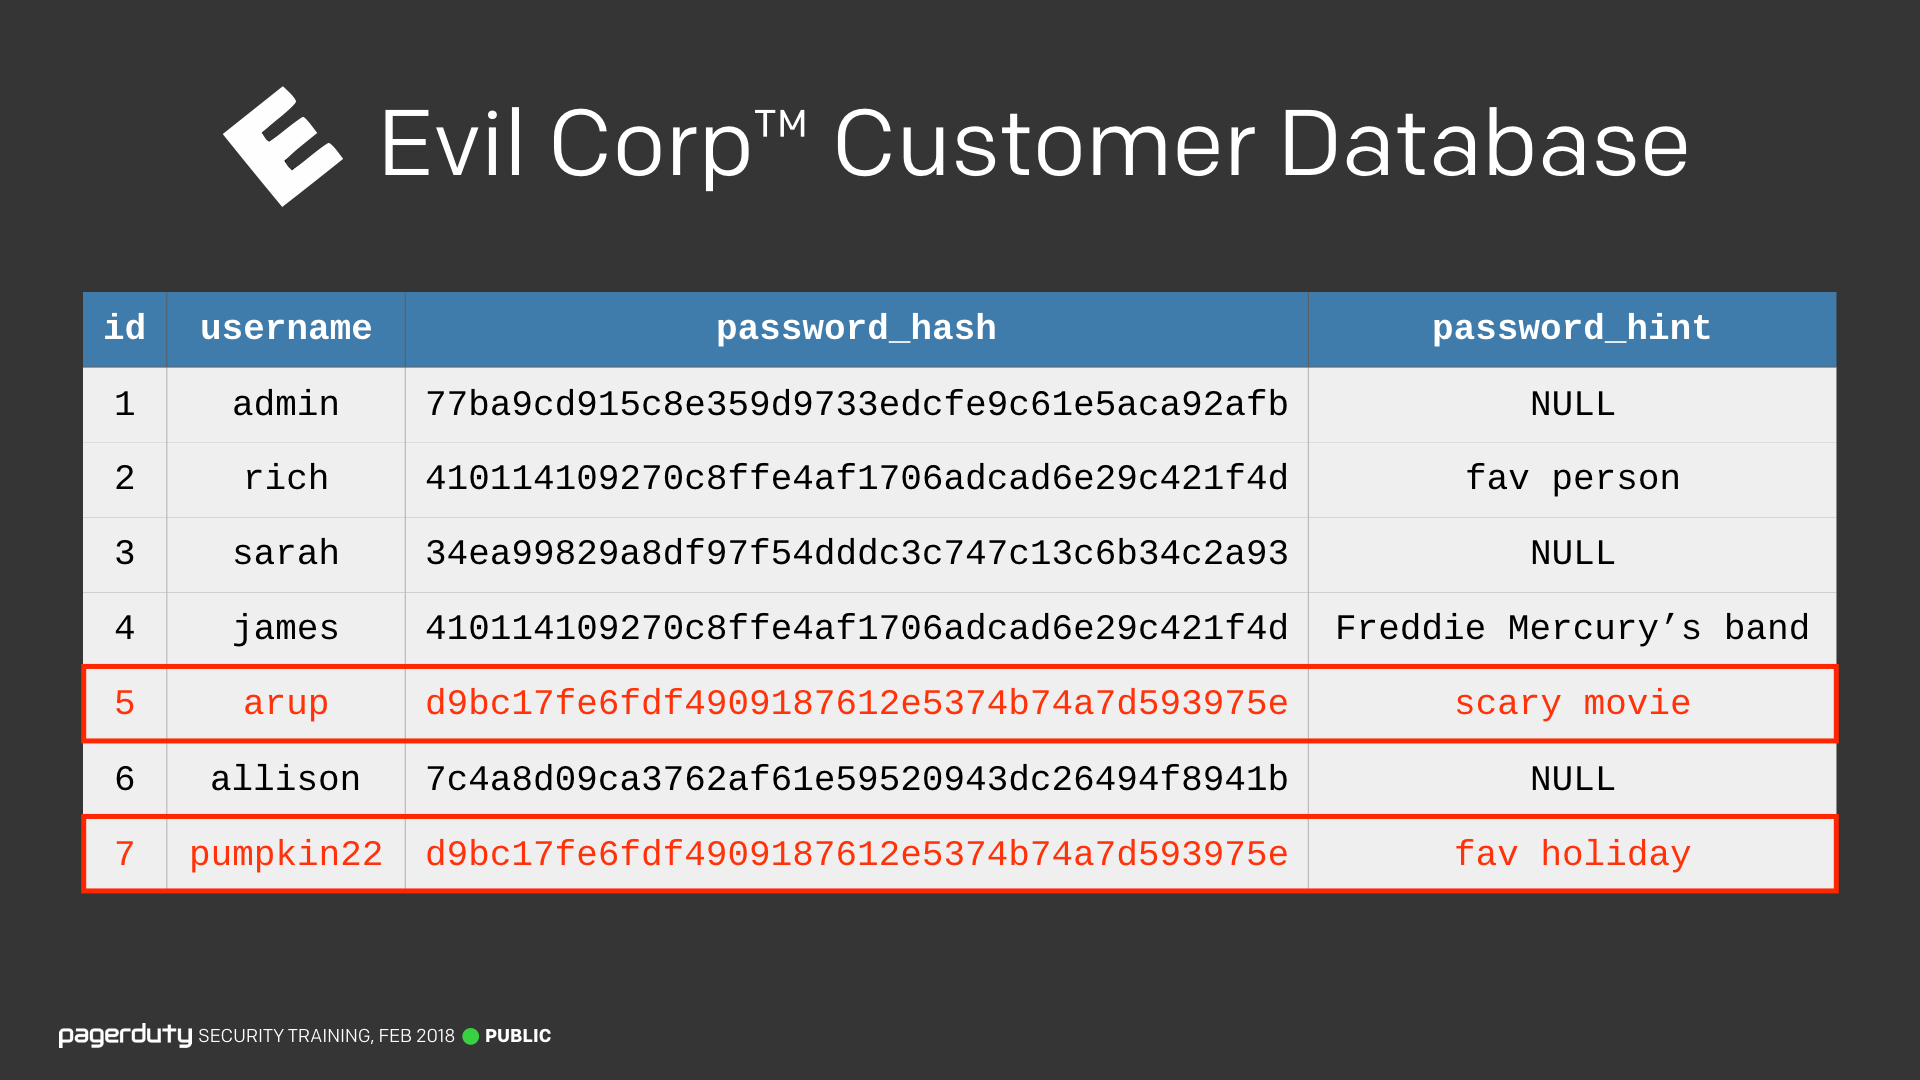 Evil Corp™ Customer Database
id username password_hash password_hint
1 admin 77ba9cd915c8e359d9733edcfe9c61e5aca92afb NULL
2 rich 410114109270c8ffe4af1706adcad6e29c421f4d fav person
3 sarah 34ea99829a8df97f54dddc3c747c13c6b34c2a93 NULL
4 james 410114109270c8ffe4af1706adcad6e29c421f4d Freddie Mercury’s band
5 arup d9bc17fe6fdf4909187612e5374b74a7d593975e scary movie
6 allison 7c4a8d09ca3762af61e59520943dc26494f8941b NULL
7 pumpkin22 d9bc17fe6fdf4909187612e5374b74a7d593975e fav holiday
pagerduty SECURITY TRAINING, FEB 2018 PUBLIC